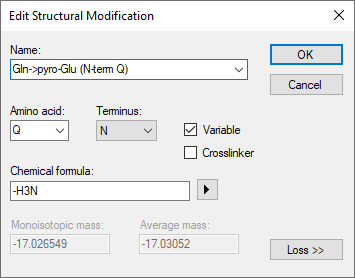 Edit Structural Modification
Name:
Gln->pyro-Glu (N-term Q)
OK
Cancel
Amino acid:
Terminus:
Q
N
Variable
Crosslinker
Chemical formula:
-H3N
Monoisotopic mass:
Average mass:
-17.026549
-17.03052
Loss >>